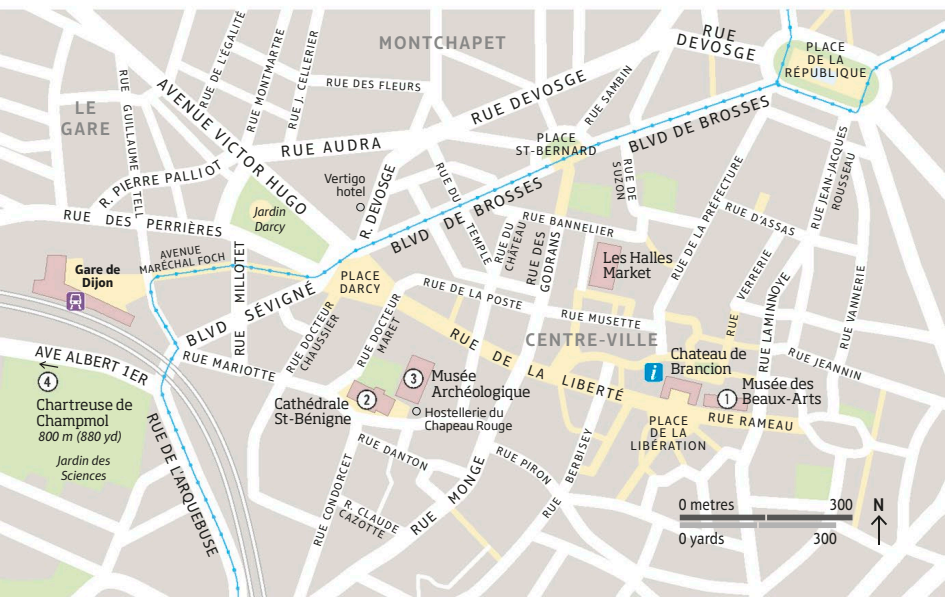 MONTCHAPET
RUE
DEVOSGE
PLACE
DE LA
RÉPUBLIQUE
LE
GARE
RUE GUILLAUME TELL
AVENUE VICTOR HUGO
RUE DE L'ÉGALITÉ
RUE MONTMARTRE
RUE J. CELLERIER
RUE DES FLEURS
RUE DEVOSGE
RUE SAMBIN
RUE AUDRA
PLACE
ST-BERNARD
BLVD DE BROSSES
R. PIERRE PALLIOT
Vertigo
hotel
R. DEVOSGE
RUE DU TEMPLE
RUE DE
SUZON
RUE DE LA PRÉFECTURE
RUE JEAN-JACQUES
ROUSSEAU
Jardin
Darcy
RUE DES PERRIÈRES
BLVD DE BROSSES
RUE DU
CHÂTEAU
RUE DES
GODRANS
RUE BANNELIER
RUE D'ASSAS
AVENUE
MARÉCHAL FOCH
RUE MILLOTET
Gare de
Dijon
Les Halles
Market
PLACE
DARCY
RUE DE LA POSTE
RUE VERRERIE
RUE LAMINNOYE
RUE VANNERIE
BLVD SÉVIGNÉ
RUE DOCTEUR
CHAUSSIER
RUE DOCTEUR
MARET
RUE MUSETTE
CENTRE-VILLE
RUE DE LA LIBERTÉ
AVE ALBERT 1ER
RUE MARIOTTE
i
Chateau de
Brancion
RUE JEANNIN
4
Chartreuse de
Champmol
800 m (880 yd)
3
Musée
Archéologique
1
Musée des
Beaux-Arts
Cathédrale
St-Bénigne
2
Hostellerie du
Chapeau Rouge
PLACE
DE LA
LIBÉRATION
RUE RAMEAU
Jardin des
Sciences
RUE DE L'ARQUEBUSE
RUE DANTON
RUE PIRON
RUE BERBISEY
RUE MONGE
RUE CONDORCET
R. CLAUDE
CAZOTTE
0 metres 300
0 yards 300
N